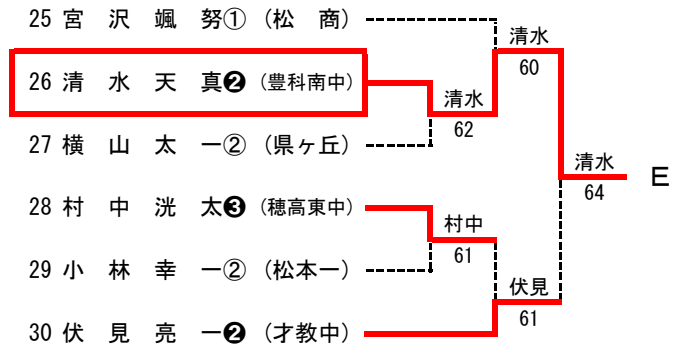 25 宮 沢 颯 努① (松 商)
清水
60
26 清 水 天 真❷ (豊科南中)
清水
62
27 横 山 太 一② (県ヶ丘)
清水
64
E
28 村 中 洸 太❸ (穂高東中)
村中
61
29 小 林 幸 一② (松本一)
伏見
61
30 伏 見 亮 一❷ (才教中)